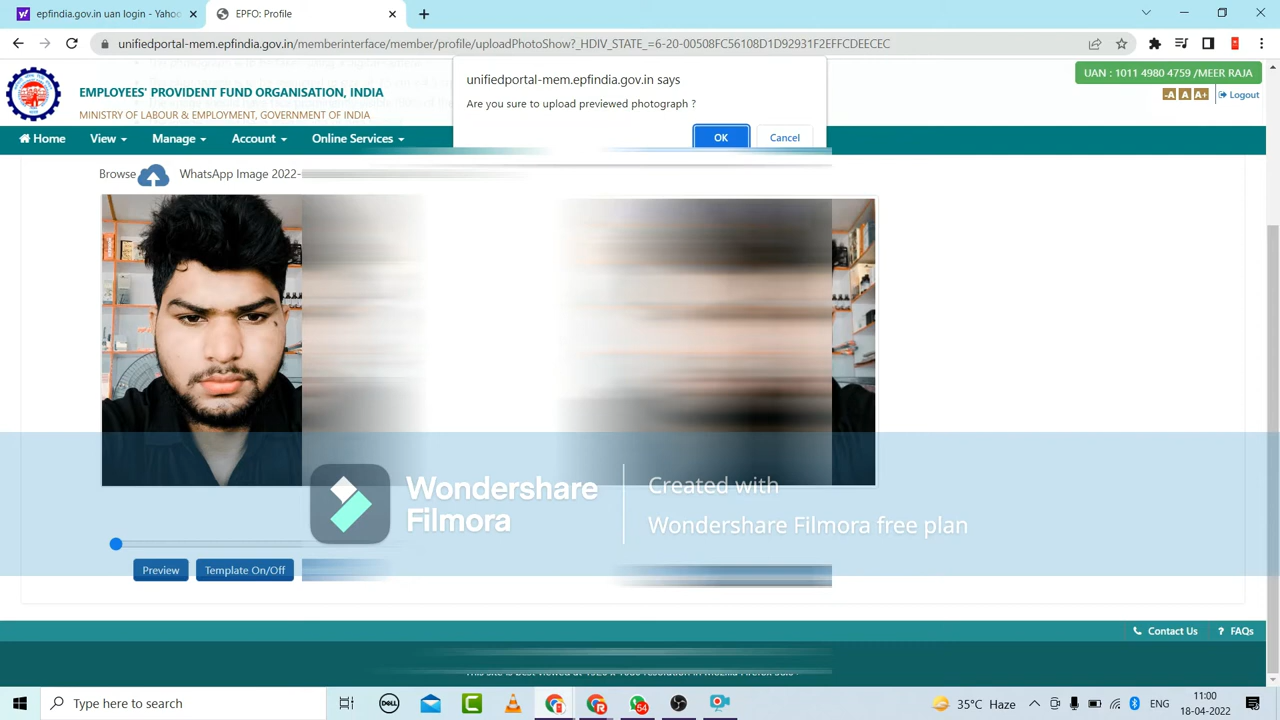 epfindia.gov.in uan login - Yahoo
EPFO: Profile
unifiedportal-mem.epfindia.gov.in/memberinterface/member/profile/uploadPhotoShow?_HDIV_STATE_=6-20-00508FC56108D1D92931F2EFFCDEECEC
unifiedportal-mem.epfindia.gov.in says
Are you sure to upload previewed photograph ?
OK Cancel
UAN : 1011 4980 4759 /MEER RAJA
EMPLOYEES' PROVIDENT FUND ORGANISATION, INDIA
MINISTRY OF LABOUR & EMPLOYMENT, GOVERNMENT OF INDIA
-A A A+ Logout
Home View Manage Account Online Services
Browse WhatsApp Image 2022-
Wondershare
Filmora
Created with
Wondershare Filmora free plan
Preview Template On/Off
Contact Us ? FAQs
Type here to search
DELL
54
35°C Haze
ENG
11:00
18-04-2022